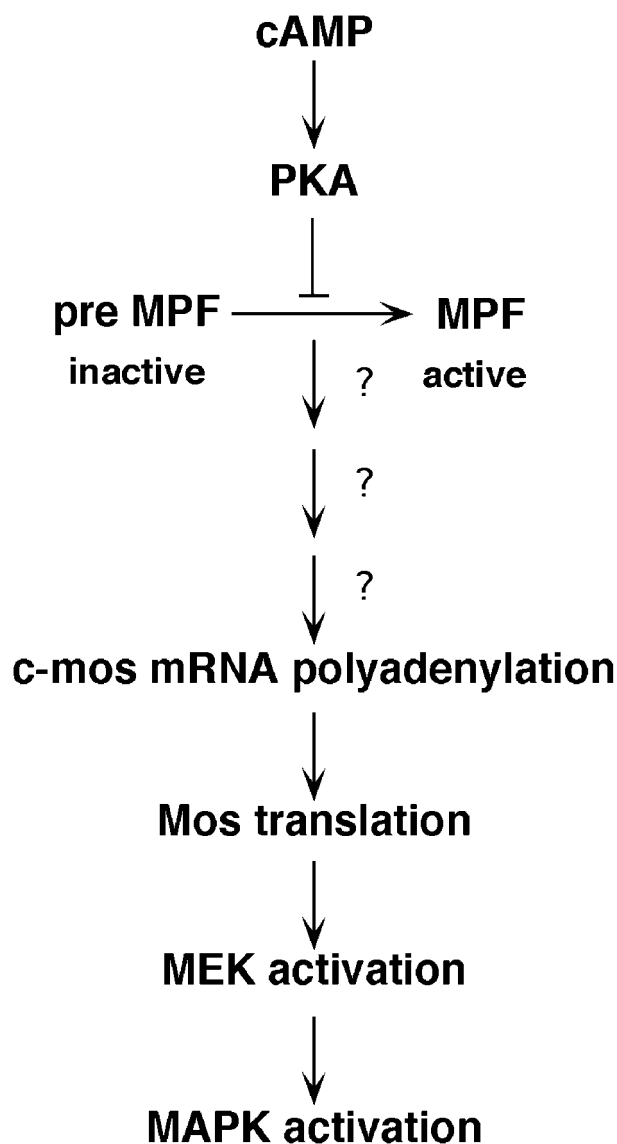 cAMP
PKA
pre MPF MPF
inactive ? active
?
?
c-mos mRNA polyadenylation
Mos translation
MEK activation
MAPK activation